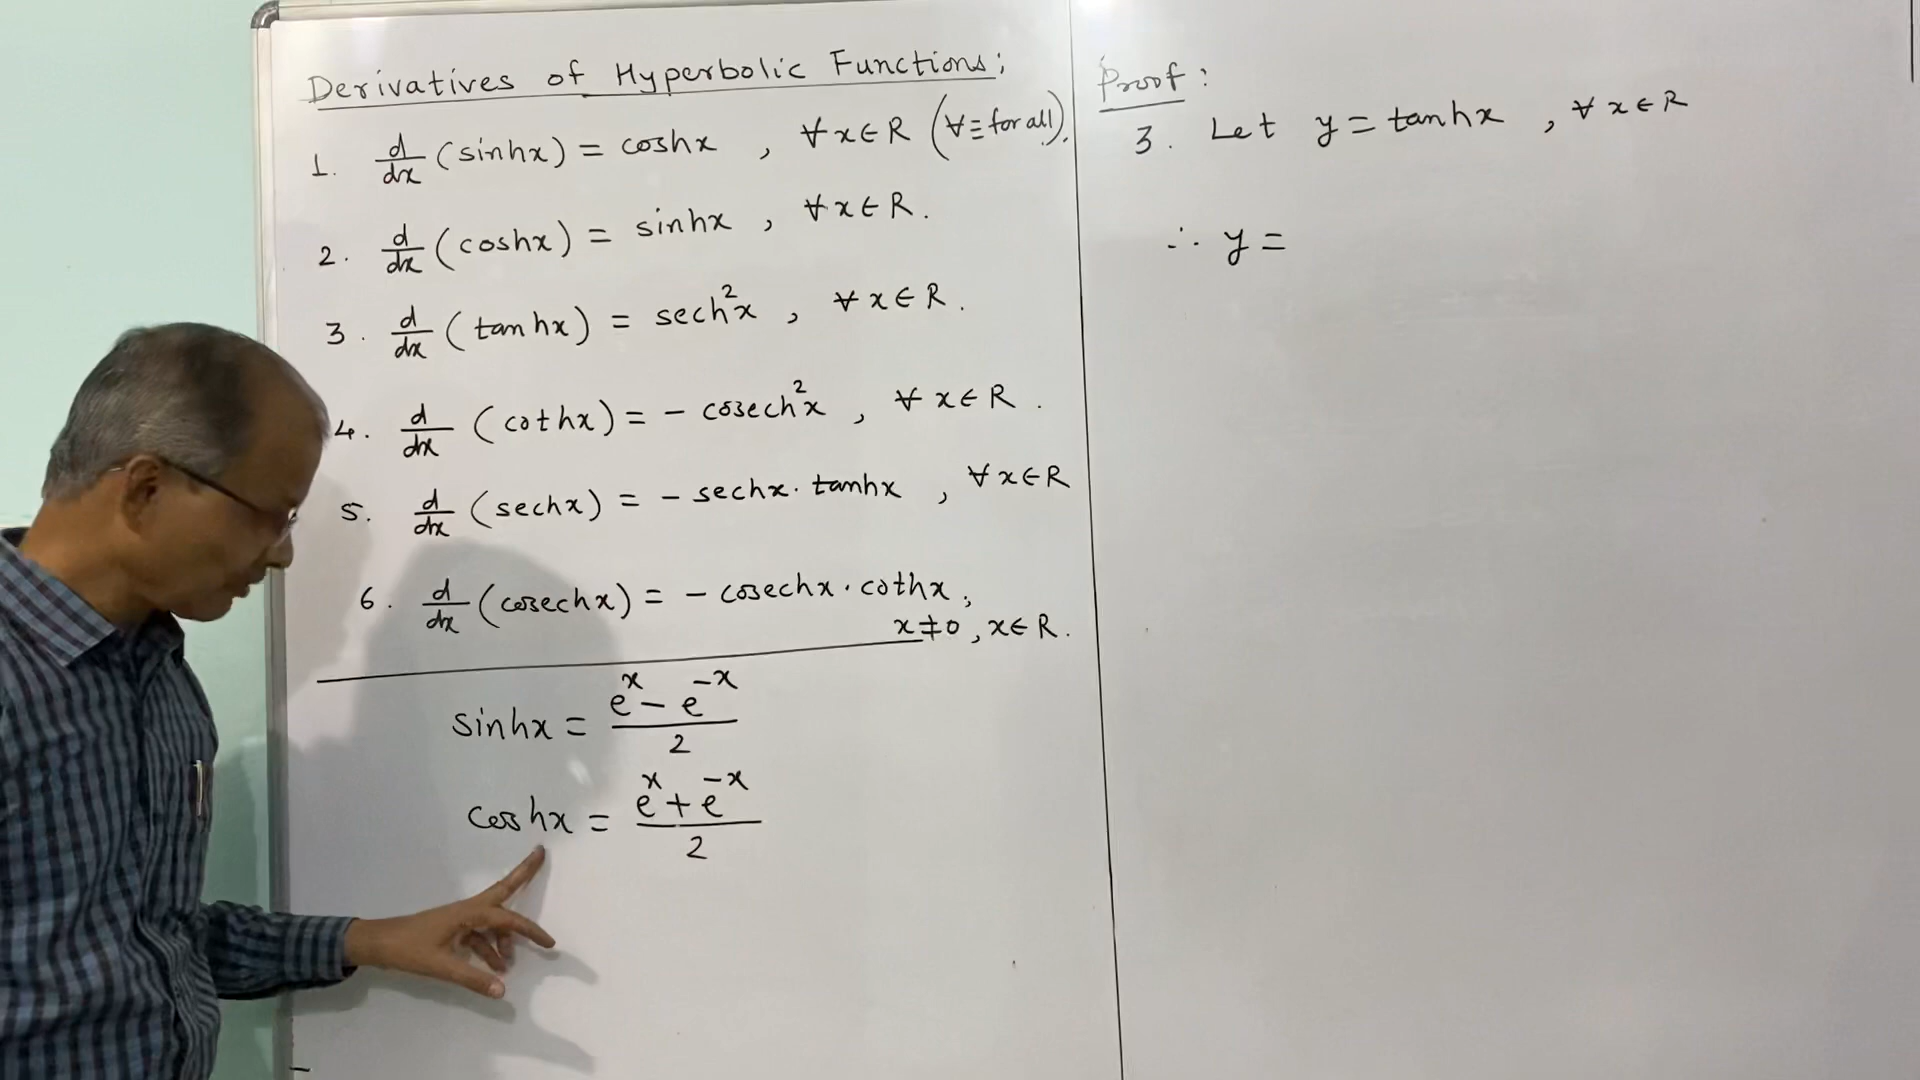 Derivatives of Hyperbolic Functions:
1. d/dx (sinhx) = coshx , ∀ x ∈ R (∀ ≡ for all).
2. d/dx (coshx) = sinhx , ∀ x ∈ R.
3. d/dx (tanhx) = sech²x , ∀ x ∈ R.
4. d/dx (cothx) = - cosech²x , ∀ x ∈ R.
5. d/dx (sechx) = - sechx · tanhx , ∀ x ∈ R
6. d/dx (cosechx) = - cosechx · cothx ,
x ≠ 0 , x ∈ R.
sinhx = (e^x - e^-x)/2
coshx = (e^x + e^-x)/2
Proof :
3. Let y = tanhx , ∀ x ∈ R
∴ y =